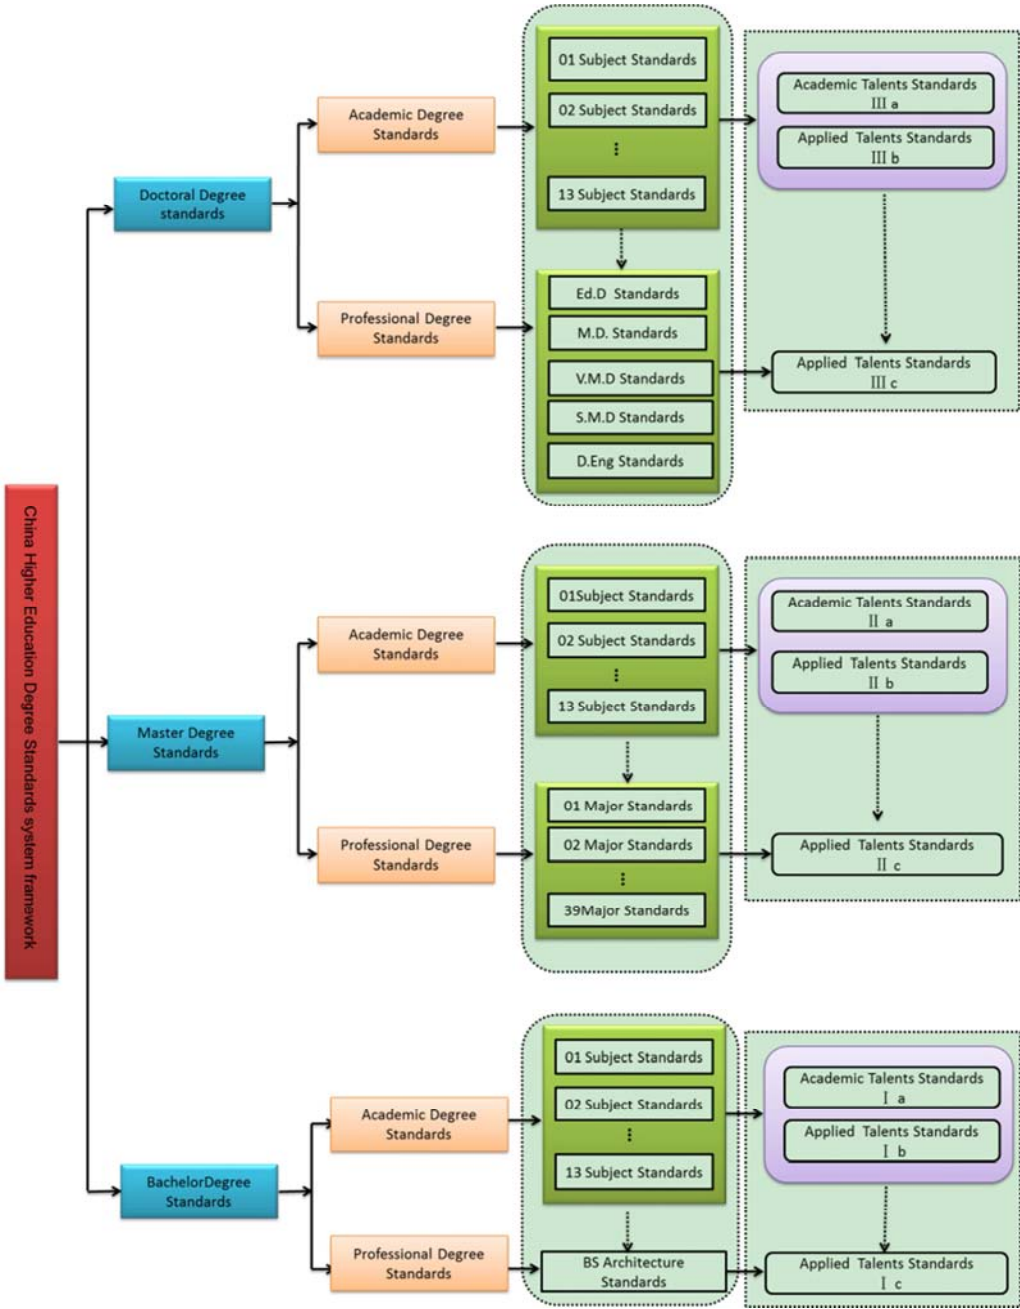 China Higher Education Degree Standards system framework
Doctoral Degree
standards
Academic Degree
Standards
01 Subject Standards
02 Subject Standards
⋮
13 Subject Standards
Academic Talents Standards
III a
Applied Talents Standards
III b
Professional Degree
Standards
Ed.D Standards
M.D. Standards
V.M.D Standards
S.M.D Standards
D.Eng Standards
Applied Talents Standards
III c
Master Degree
Standards
Academic Degree
Standards
01Subject Standards
02 Subject Standards
⋮
13 Subject Standards
Academic Talents Standards
II a
Applied Talents Standards
II b
Professional Degree
Standards
01 Major Standards
02 Major Standards
⋮
39Major Standards
Applied Talents Standards
II c
BachelorDegree
Standards
Academic Degree
Standards
01 Subject Standards
02 Subject Standards
⋮
13 Subject Standards
Academic Talents Standards
I a
Applied Talents Standards
I b
Professional Degree
Standards
BS Architecture
Standards
Applied Talents Standards
I c